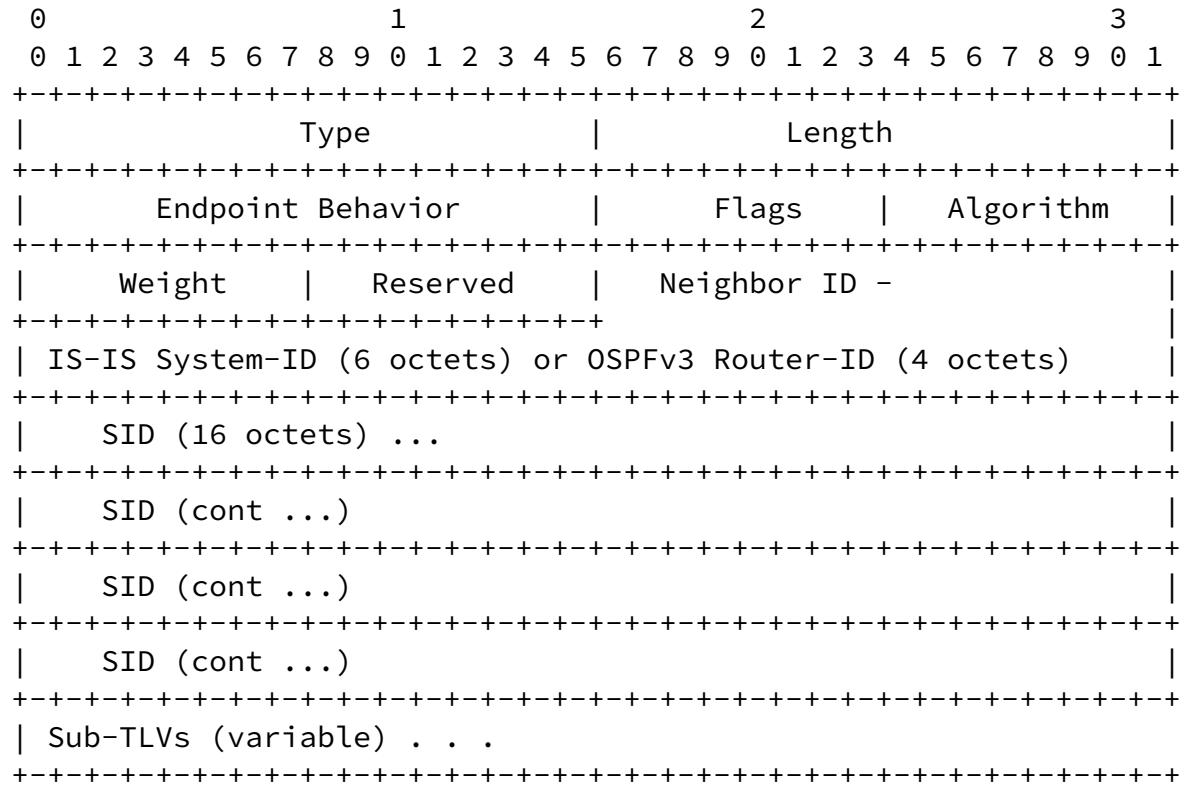 0                   1                   2                   3
 0 1 2 3 4 5 6 7 8 9 0 1 2 3 4 5 6 7 8 9 0 1 2 3 4 5 6 7 8 9 0 1
+-+-+-+-+-+-+-+-+-+-+-+-+-+-+-+-+-+-+-+-+-+-+-+-+-+-+-+-+-+-+-+-+
|               Type            |          Length               |
+-+-+-+-+-+-+-+-+-+-+-+-+-+-+-+-+-+-+-+-+-+-+-+-+-+-+-+-+-+-+-+-+
|       Endpoint Behavior       |      Flags    |   Algorithm   |
+-+-+-+-+-+-+-+-+-+-+-+-+-+-+-+-+-+-+-+-+-+-+-+-+-+-+-+-+-+-+-+-+
|     Weight    |   Reserved    |   Neighbor ID -               |
+-+-+-+-+-+-+-+-+-+-+-+-+-+-+-+-+                               |
| IS-IS System-ID (6 octets) or OSPFv3 Router-ID (4 octets)     |
+-+-+-+-+-+-+-+-+-+-+-+-+-+-+-+-+-+-+-+-+-+-+-+-+-+-+-+-+-+-+-+-+
|    SID (16 octets) ...                                        |
+-+-+-+-+-+-+-+-+-+-+-+-+-+-+-+-+-+-+-+-+-+-+-+-+-+-+-+-+-+-+-+-+
|    SID (cont ...)                                             |
+-+-+-+-+-+-+-+-+-+-+-+-+-+-+-+-+-+-+-+-+-+-+-+-+-+-+-+-+-+-+-+-+
|    SID (cont ...)                                             |
+-+-+-+-+-+-+-+-+-+-+-+-+-+-+-+-+-+-+-+-+-+-+-+-+-+-+-+-+-+-+-+-+
|    SID (cont ...)                                             |
+-+-+-+-+-+-+-+-+-+-+-+-+-+-+-+-+-+-+-+-+-+-+-+-+-+-+-+-+-+-+-+-+
| Sub-TLVs (variable) . . .
+-+-+-+-+-+-+-+-+-+-+-+-+-+-+-+-+-+-+-+-+-+-+-+-+-+-+-+-+-+-+-+-+